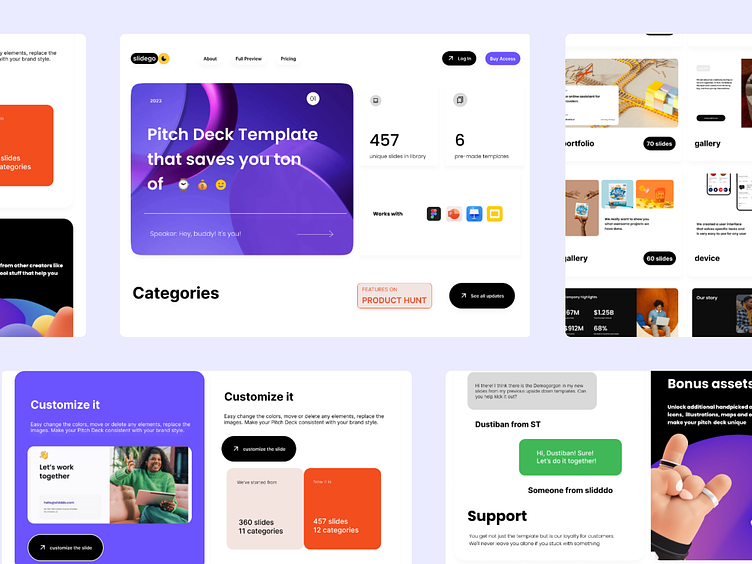 y elements, replace the
with your brand style.
slides
categories
from other creators like
ool stuff that help you
slidego
About
Full Preview
Pricing
Log in
Buy Access
2023
01
Pitch Deck Template
that saves you ton
of
Speaker: Hey, buddy! It's you!
457
unique slides in library
6
pre-made templates
Works with
Categories
FEATURES ON
PRODUCT HUNT
See all updates
online assistant for
portfolio
70 slides
gallery
We really want to show you
what awesome projects we
have done.
gallery
60 slides
We created a user interface
that solves specific tasks and
is very easy to use for any user
device
company highlights
67M
$1.25B
$912M
68%
Our story
Customize it
Easy change the colors, move or delete any elements, replace the
images. Make your Pitch Deck consistent with your brand style.
Let's work
together
hello@slidddo.com
customize the slide
Customize it
Easy change the colors, move or delete any elements, replace the
images. Make your Pitch Deck consistent with your brand style.
customize the slide
We've started from
360 slides
11 categories
Now it is
457 slides
12 categories
Hi there! I think there is the Demogorgon in my new
slides from my previous upside down templates. Can
you help kick it out?
Dustiban from ST
Hi, Dustiban! Sure!
Let's do it together!
Someone from slidddo
Support
You get not just the template but is our loyalty for customers.
We'll never leave you alone if you stuck with something
Bonus assets
Unlock additional handpicked
icons, illustrations, maps and
make your pitch deck unique